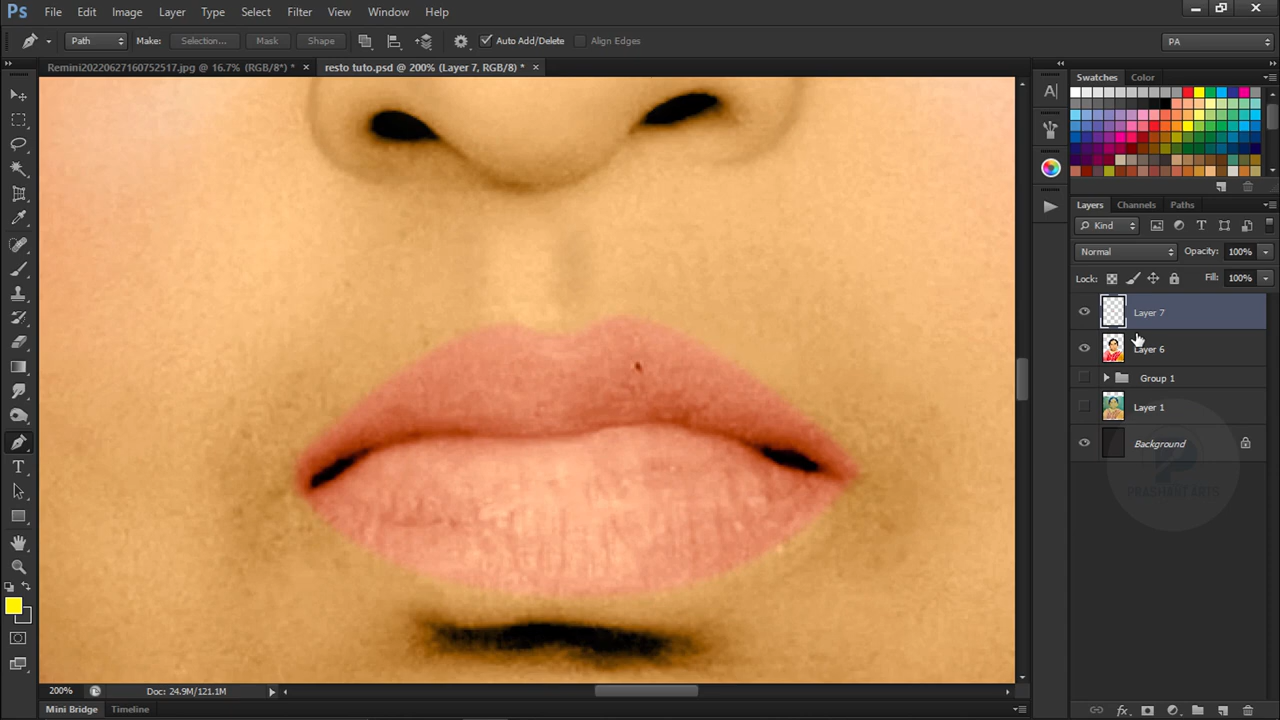 Ps File Edit Image Layer Type Select Filter View Window Help
Path Make: Selection... Mask Shape Auto Add/Delete Align Edges PA
Remini20220627160752517.jpg @ 16.7% (RGB/8*) * × resto tuto.psd @ 200% (Layer 7, RGB/8) * ×
Swatches Color
Layers Channels Paths
Kind
Normal Opacity: 100%
Lock: Fill: 100%
Layer 7
Layer 6
Group 1
Layer 1
Background
PRASHANT ARTS
200% Doc: 24.9M/121.1M
Mini Bridge Timeline